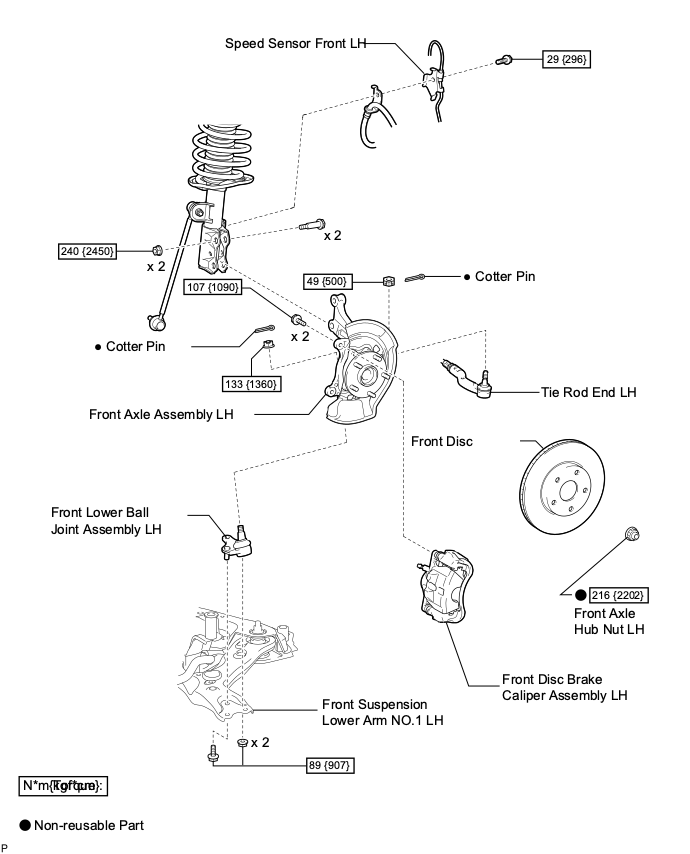 Speed Sensor Front LH
29 {296}
x 2
240 {2450}
x 2
49 {500}
● Cotter Pin
107 {1090}
x 2
● Cotter Pin
133 {1360}
Tie Rod End LH
Front Axle Assembly LH
Front Disc
Front Lower Ball
Joint Assembly LH
● 216 {2202}
Front Axle
Hub Nut LH
Front Disc Brake
Caliper Assembly LH
Front Suspension
Lower Arm NO.1 LH
x 2
89 {907}
● Non-reusable Part
P